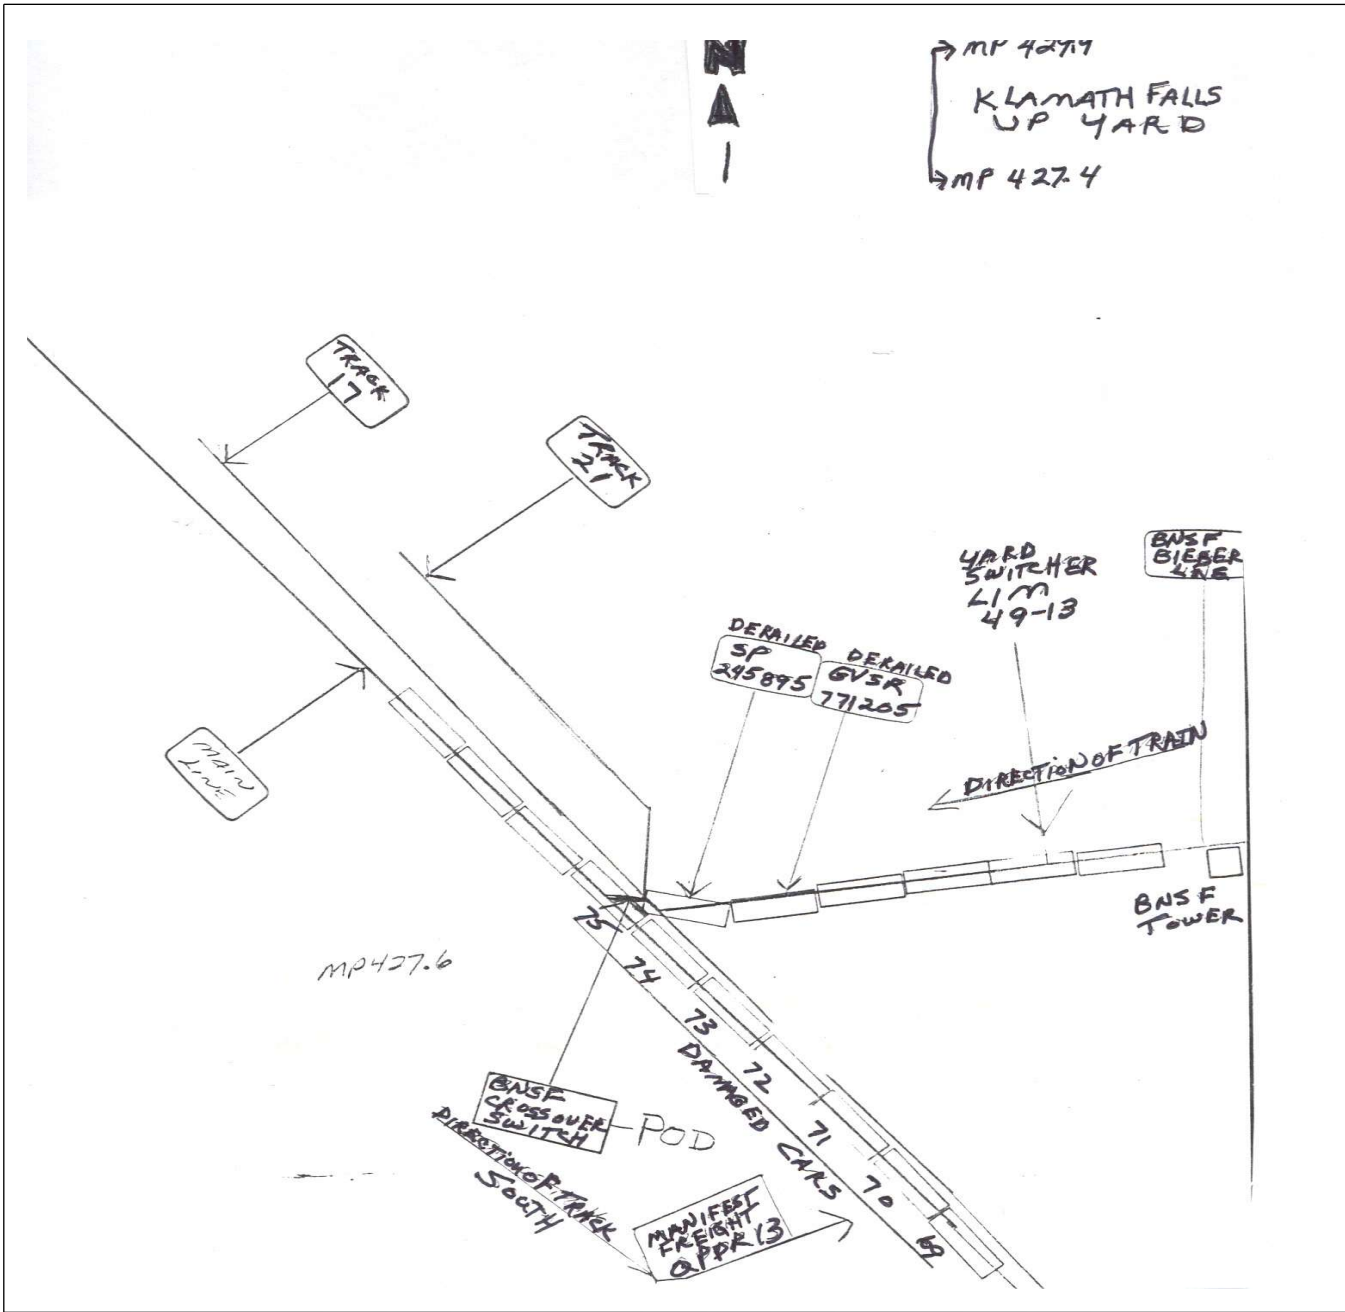 N
MP 427.9
KLAMATH FALLS
UP YARD
MP 427.4
TRACK
17
TRACK
21
MAIN
LINE
DERAILED
SP
245895
DERAILED
GVSR
771205
YARD
SWITCHER
LIM
49-13
BNSF
BIEBER
LNE
DIRECTION OF TRAIN
BNSF
TOWER
MP427.6
75
74
73
72
71
70
69
DAMAGED CARS
BNSF
CROSSOVER
SWITCH
POD
DIRECTION OF TRACK
SOUTH
MANIFEST
FREIGHT
QPDR 13